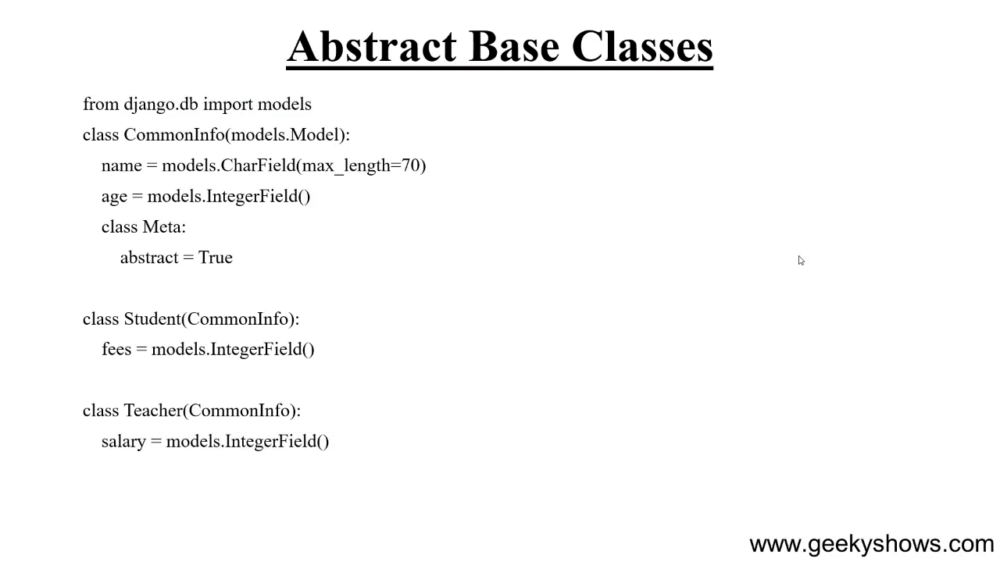 Abstract Base Classes
from django.db import models
class CommonInfo(models.Model):
name = models.CharField(max_length=70)
age = models.IntegerField()
class Meta:
abstract = True
class Student(CommonInfo):
fees = models.IntegerField()
class Teacher(CommonInfo):
salary = models.IntegerField()
www.geekyshows.com